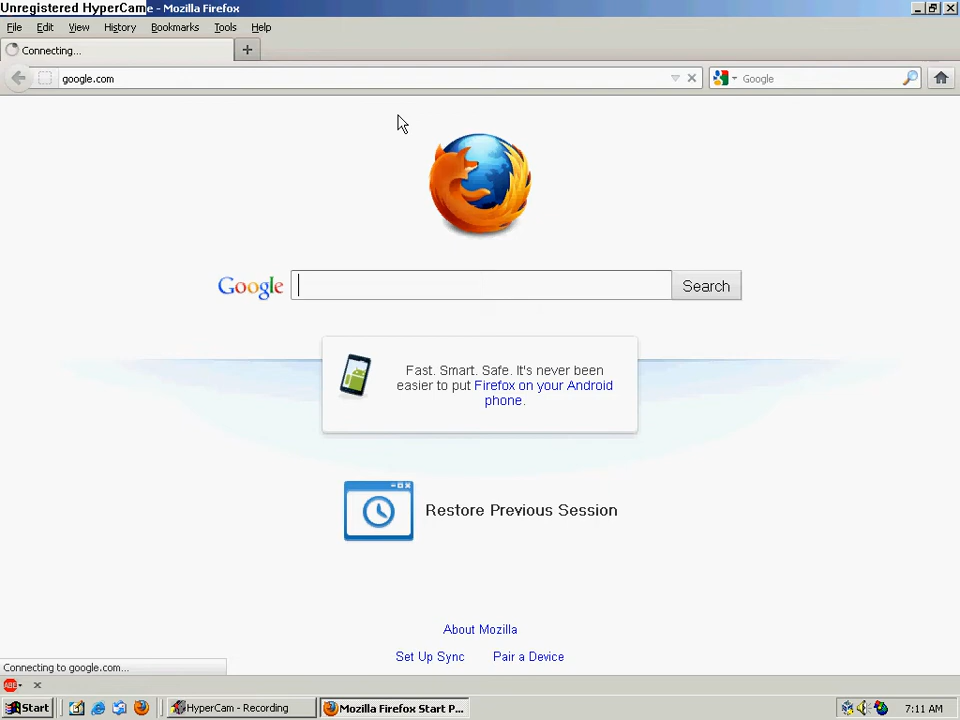 Unregistered HyperCam e - Mozilla Firefox
File Edit View History Bookmarks Tools Help
Connecting...
google.com
Google
Google
Search
Fast. Smart. Safe. It's never been
easier to put Firefox on your Android
phone.
Restore Previous Session
About Mozilla
Set Up Sync Pair a Device
Connecting to google.com...
ABP
Start HyperCam - Recording Mozilla Firefox Start P... 7:11 AM